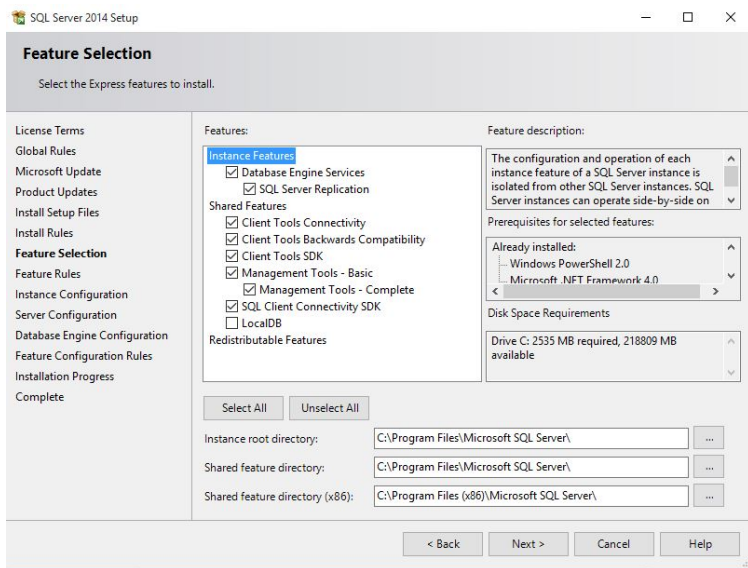 SQL Server 2014 Setup
Feature Selection
Select the Express features to install.
License Terms
Global Rules
Microsoft Update
Product Updates
Install Setup Files
Install Rules
Feature Selection
Feature Rules
Instance Configuration
Server Configuration
Database Engine Configuration
Feature Configuration Rules
Installation Progress
Complete
Features:
Instance Features
Database Engine Services
SQL Server Replication
Shared Features
Client Tools Connectivity
Client Tools Backwards Compatibility
Client Tools SDK
Management Tools - Basic
Management Tools - Complete
SQL Client Connectivity SDK
LocalDB
Redistributable Features
Feature description:
The configuration and operation of each
instance feature of a SQL Server instance is
isolated from other SQL Server instances. SQL
Server instances can operate side-by-side on
Prerequisites for selected features:
Already installed:
Windows PowerShell 2.0
Microsoft .NET Framework 4.0
Disk Space Requirements
Drive C: 2535 MB required, 218809 MB
available
Select All
Unselect All
Instance root directory:
C:\Program Files\Microsoft SQL Server\
...
Shared feature directory:
C:\Program Files\Microsoft SQL Server\
...
Shared feature directory (x86):
C:\Program Files (x86)\Microsoft SQL Server\
...
< Back
Next >
Cancel
Help